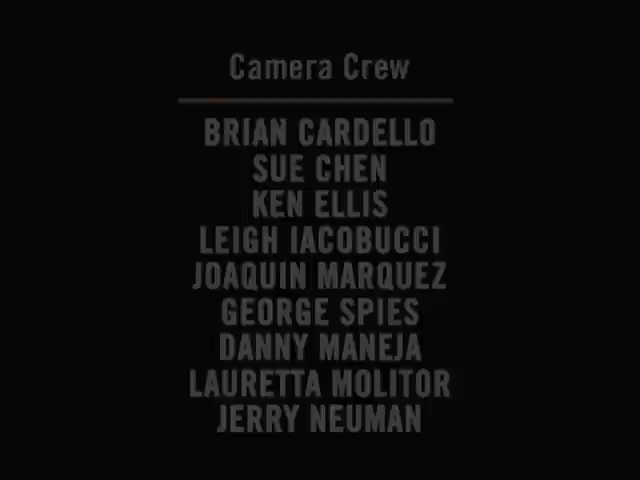 Camera Crew
BRIAN CARDELLO
SUE CHEN
KEN ELLIS
LEIGH IACOBUCCI
JOAQUIN MARQUEZ
GEORGE SPIES
DANNY MANEJA
LAURETTA MOLITOR
JERRY NEUMAN